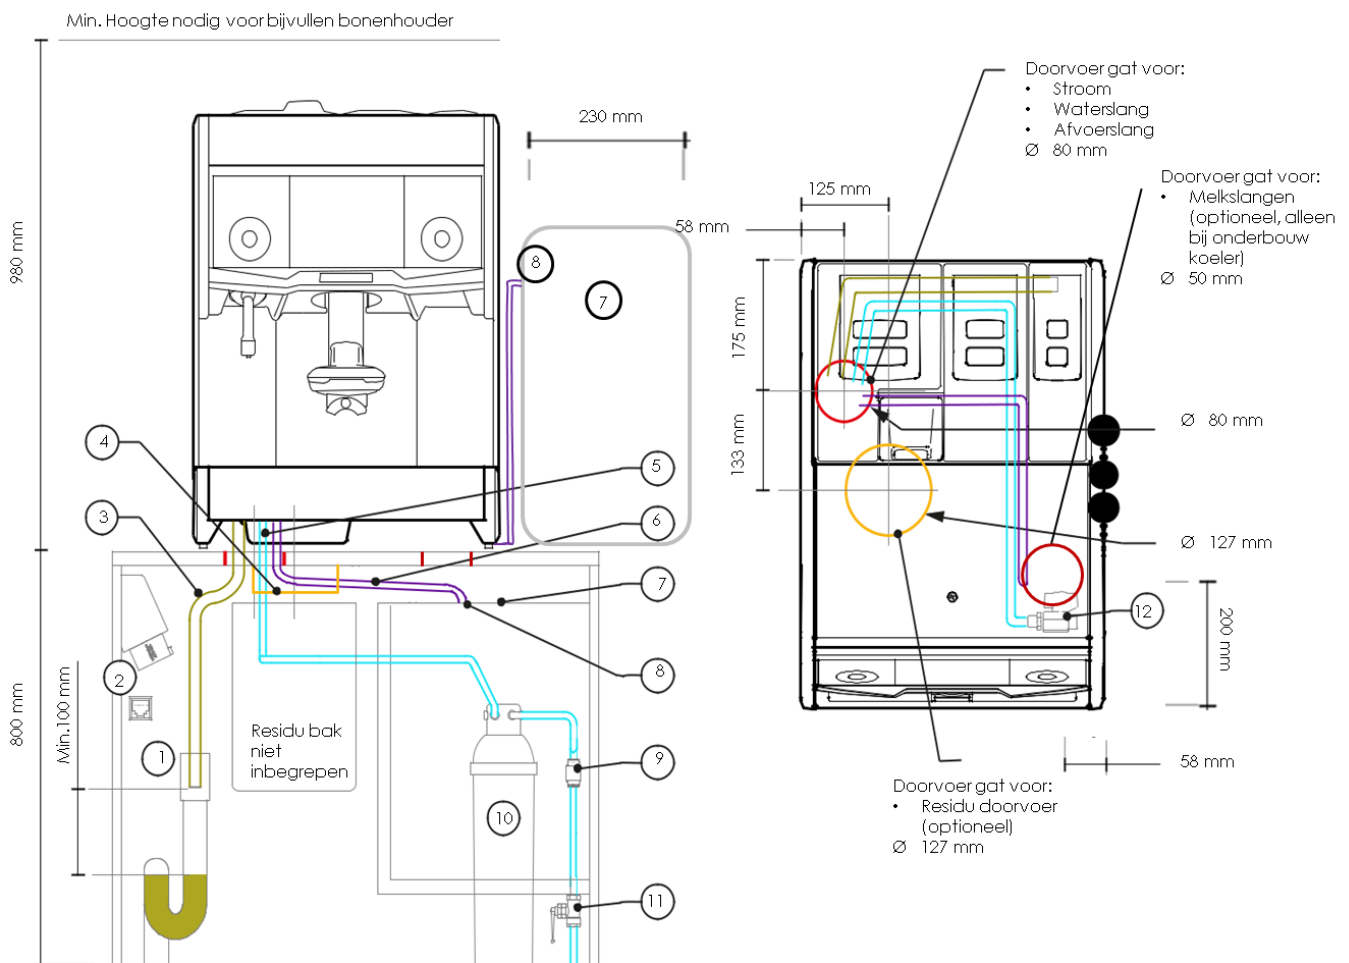 Min. Hoogte nodig voor bijvullen bonenhouder
980 mm
230 mm
8
7
4
3
5
6
7
8
2
Min.100 mm
800 mm
1
Residu bak
niet
inbegrepen
9
10
11
Doorvoer gat voor:
• Stroom
• Waterslang
• Afvoerslang
Ø 80 mm
Doorvoer gat voor:
• Melkslangen
(optioneel, alleen
bij onderbouw
koeler)
Ø 50 mm
125 mm
58 mm
175 mm
133 mm
Ø 80 mm
Ø 127 mm
12
200 mm
58 mm
Doorvoer gat voor:
• Residu doorvoer
(optioneel)
Ø 127 mm